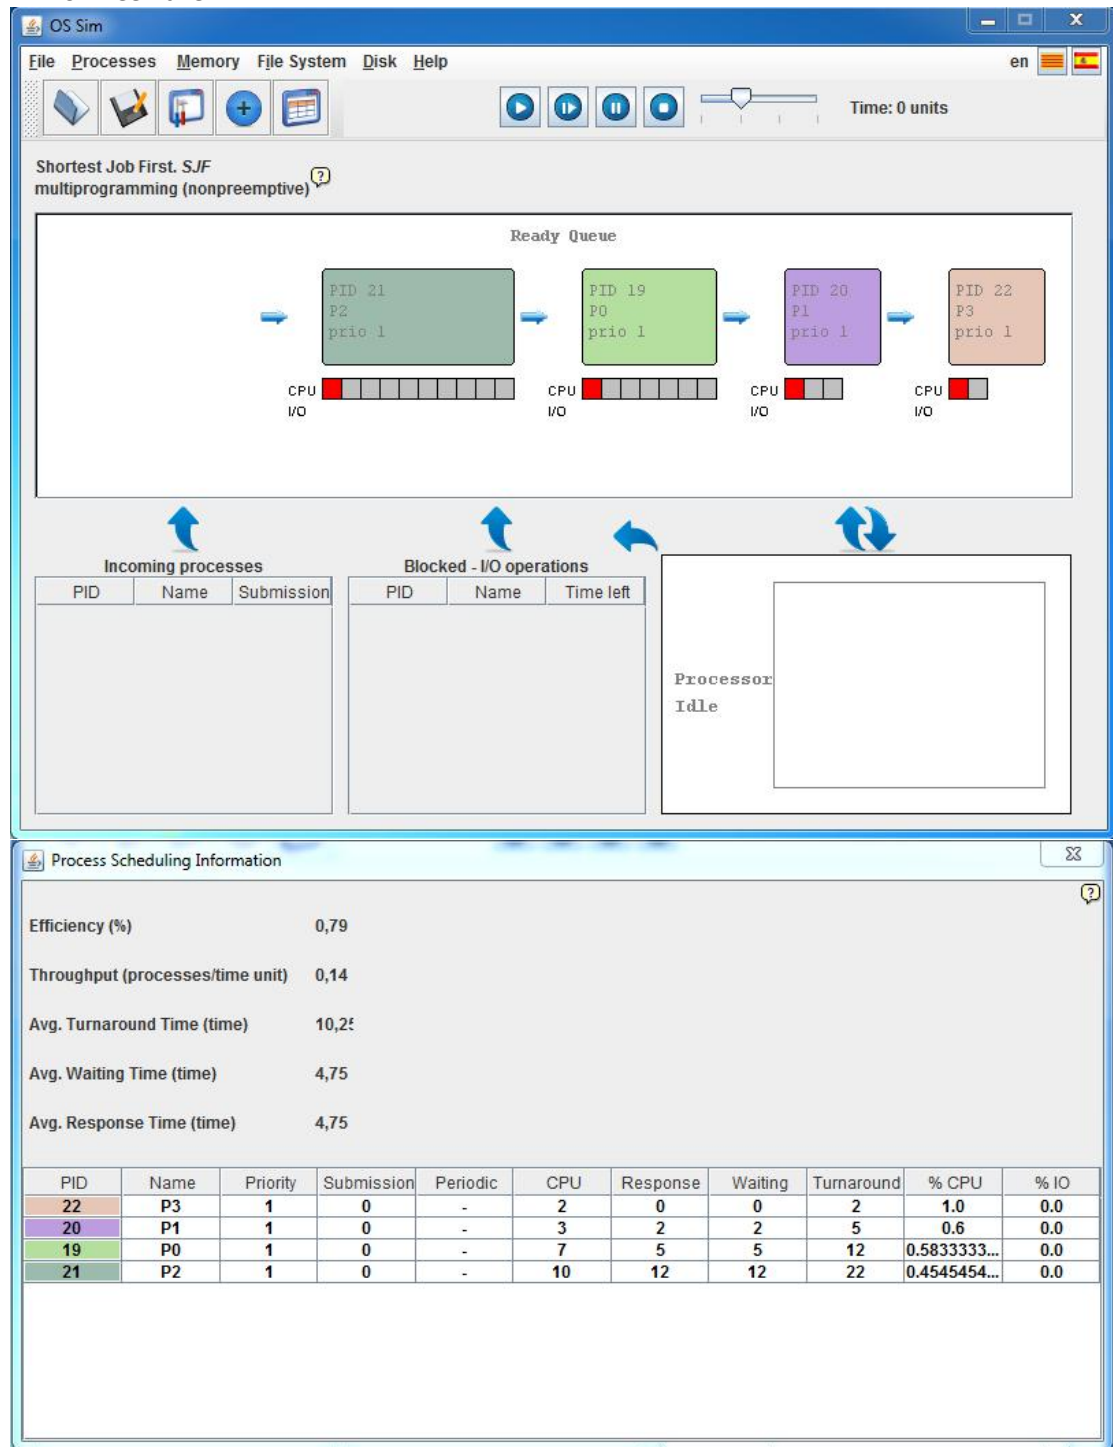 OS Sim
File Processes Memory File System Disk Help en
Time: 0 units
Shortest Job First. SJF
multiprogramming (nonpreemptive)
Ready Queue
PID 21 PID 19 PID 20 PID 22
P2 P0 P1 P3
prio 1 prio 1 prio 1 prio 1
CPU CPU CPU CPU
I/O I/O I/O I/O
Incoming processes Blocked - I/O operations
PID Name Submission PID Name Time left
Processor
Idle
Process Scheduling Information
Efficiency (%) 0,79
Throughput (processes/time unit) 0,14
Avg. Turnaround Time (time) 10,25
Avg. Waiting Time (time) 4,75
Avg. Response Time (time) 4,75
PID Name Priority Submission Periodic CPU Response Waiting Turnaround % CPU % IO
22 P3 1 0 - 2 0 0 2 1.0 0.0
20 P1 1 0 - 3 2 2 5 0.6 0.0
19 P0 1 0 - 7 5 5 12 0.5833333... 0.0
21 P2 1 0 - 10 12 12 22 0.4545454... 0.0